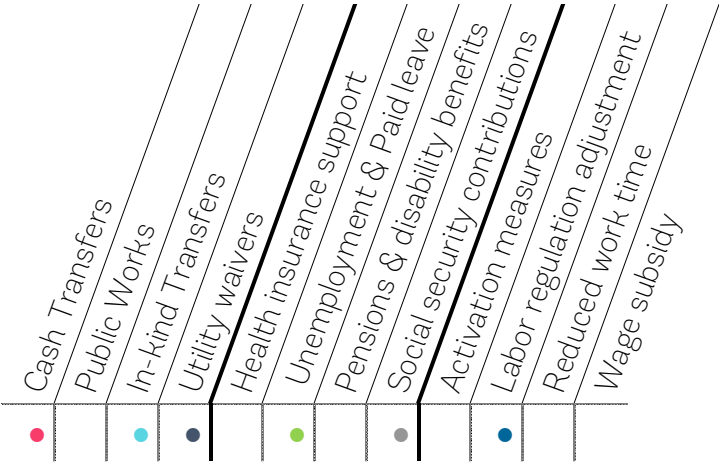 Cash Transfers
Public Works
In-kind Transfers
Utility waivers
Health insurance support
Unemployment & Paid leave
Pensions & disability benefits
Social security contributions
Activation measures
Labor regulation adjustment
Reduced work time
Wage subsidy